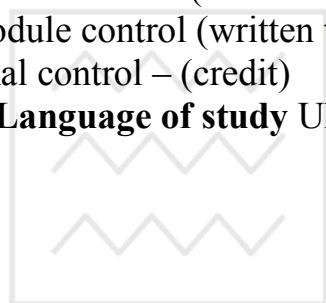 odule control (written
al control – (credit)
Language of study